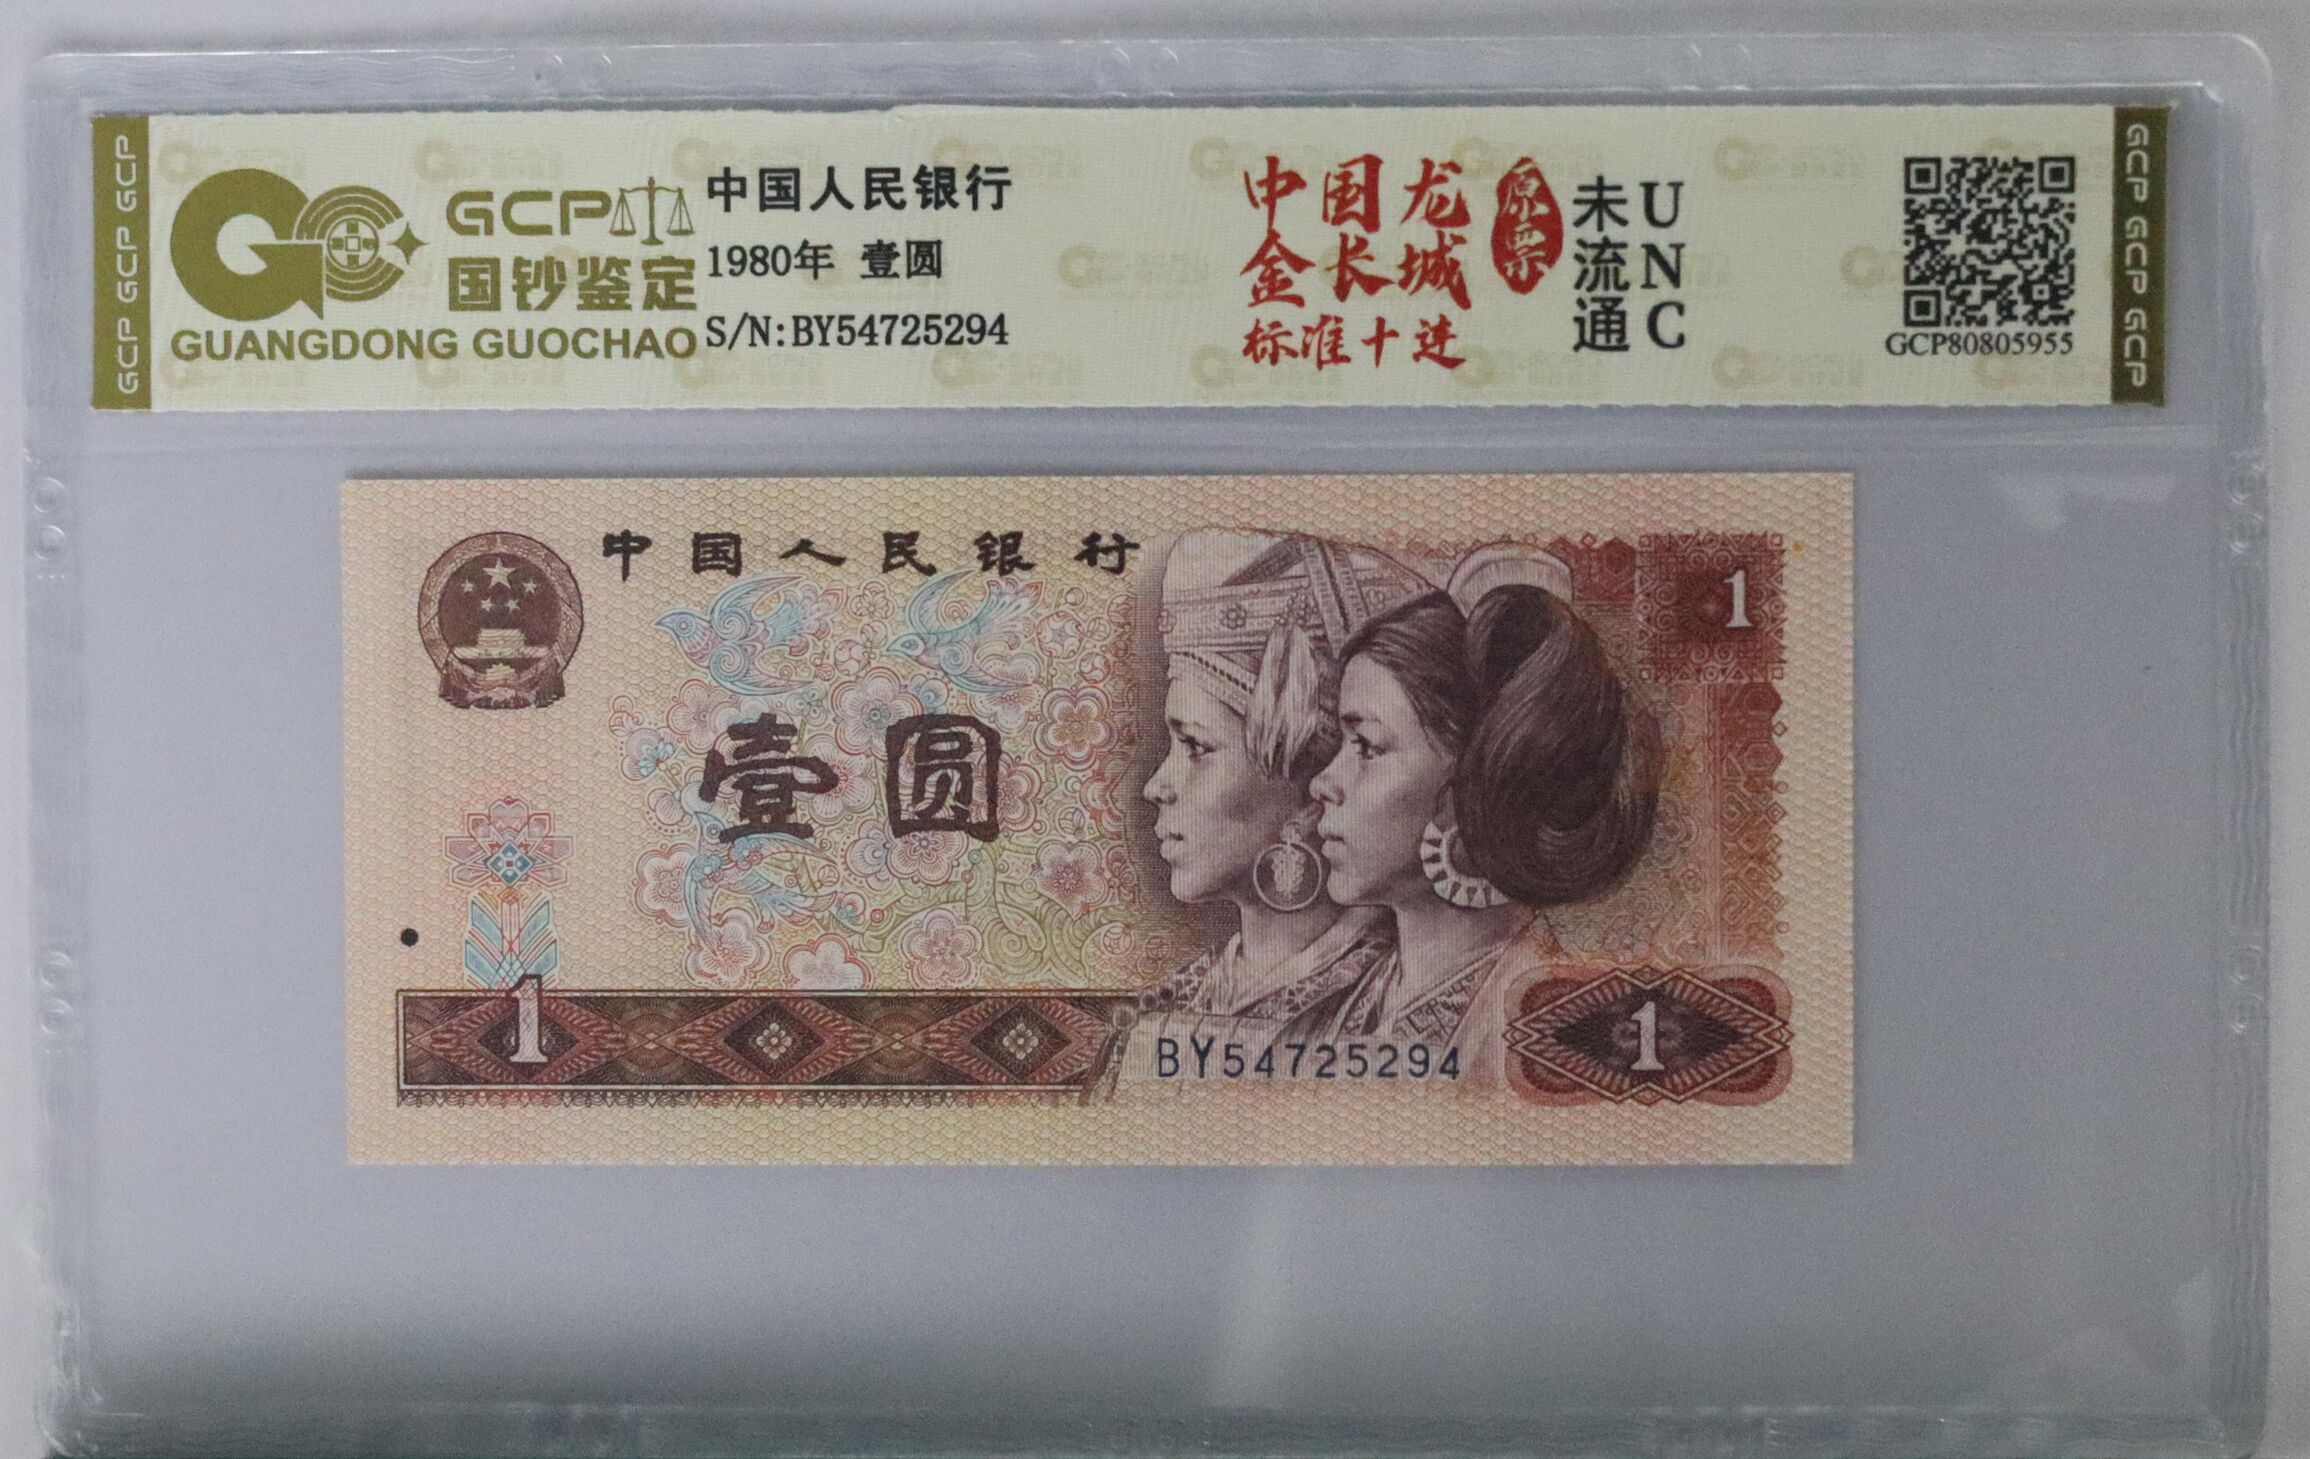 GCP GCP GCP
GCP
国钞鉴定
GUANGDONG GUOCHAO
中国人民银行
1980年 壹圆
S/N:BY54725294
中国龙
金长城
标准十进
原票
未流通
UNC
GCP80805955
GCP GCP GCP
中国人民银行
壹圆
1
1
BY54725294
1